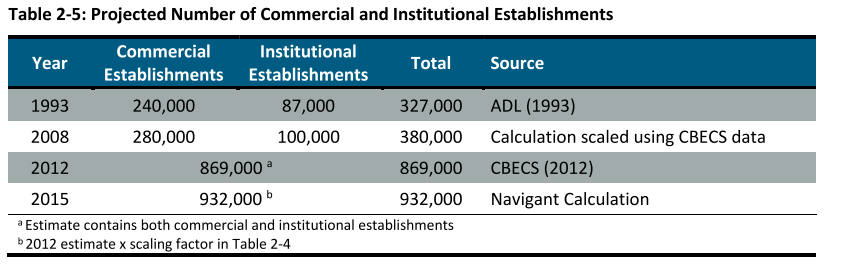 Table 2-5: Projected Number of Commercial and Institutional Establishments
Year Commercial Establishments Institutional Establishments Total Source
1993 240,000 87,000 327,000 ADL (1993)
2008 280,000 100,000 380,000 Calculation scaled using CBECS data
2012 869,000 a 869,000 CBECS (2012)
2015 932,000 b 932,000 Navigant Calculation
a Estimate contains both commercial and institutional establishments
b 2012 estimate x scaling factor in Table 2-4